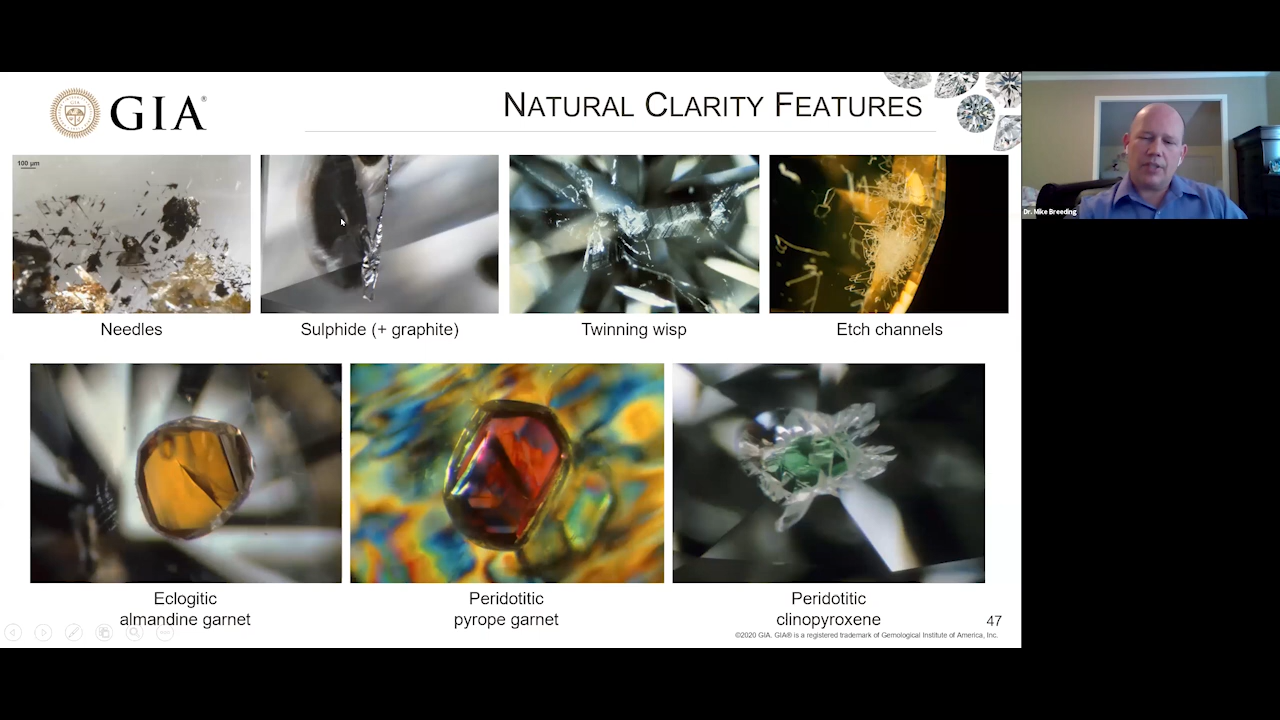 GIA®
NATURAL CLARITY FEATURES
Dr. Mike Breeding
100 µm
Needles
Sulphide (+ graphite)
Twinning wisp
Etch channels
Eclogitic
almandine garnet
Peridotitic
pyrope garnet
Peridotitic
clinopyroxene
47
©2020 GIA. GIA® is a registered trademark of Gemological Institute of America, Inc.